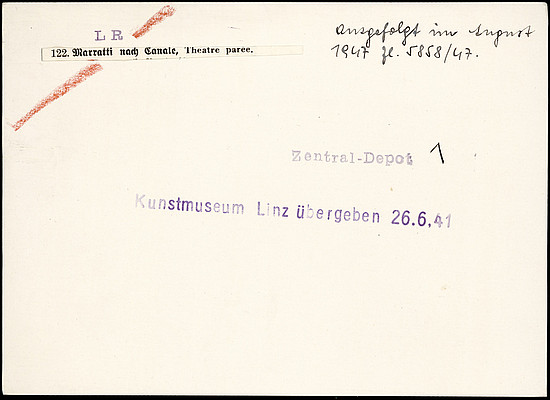 LR
122. Marratti nach Canale, Theatre paree.
Ausgefolgt im August
1947 Zl. 5858/47.
Zentral-Depot 1
Kunstmuseum Linz übergeben 26.6.41